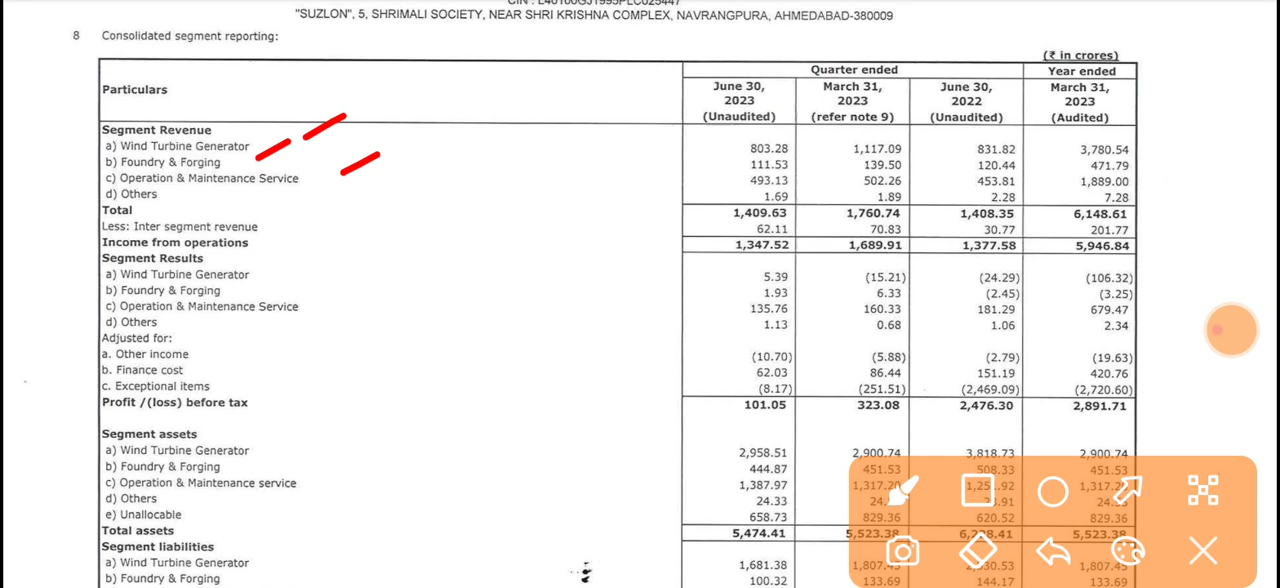 "SUZLON", 5, SHRIMALI SOCIETY, NEAR SHRI KRISHNA COMPLEX, NAVRANGPURA, AHMEDABAD-380009
8 Consolidated segment reporting:
(₹ in crores)
Particulars Quarter ended Year ended
June 30, 2023 (Unaudited) March 31, 2023 (refer note 9) June 30, 2022 (Unaudited) March 31, 2023 (Audited)
Segment Revenue
a) Wind Turbine Generator 803.28 1,117.09 831.82 3,780.54
b) Foundry & Forging 111.53 139.50 120.44 471.79
c) Operation & Maintenance Service 493.13 502.26 453.81 1,889.00
d) Others 1.69 1.89 2.28 7.28
Total 1,409.63 1,760.74 1,408.35 6,148.61
Less: Inter segment revenue 62.11 70.83 30.77 201.77
Income from operations 1,347.52 1,689.91 1,377.58 5,946.84
Segment Results
a) Wind Turbine Generator 5.39 (15.21) (24.29) (106.32)
b) Foundry & Forging 1.93 6.33 (2.45) (3.25)
c) Operation & Maintenance Service 135.76 160.33 181.29 679.47
d) Others 1.13 0.68 1.06 2.34
Adjusted for:
a. Other income (10.70) (5.88) (2.79) (19.63)
b. Finance cost 62.03 86.44 151.19 420.76
c. Exceptional items (8.17) (251.51) (2,469.09) (2,720.60)
Profit /(loss) before tax 101.05 323.08 2,476.30 2,891.71
Segment assets
a) Wind Turbine Generator 2,958.51 2,900.74 3,818.73 2,900.74
b) Foundry & Forging 444.87 451.53 508.33 451.53
c) Operation & Maintenance service 1,387.97
d) Others 24.33
e) Unallocable 658.73 829.36 620.52 829.36
Total assets 5,474.41 5,523.38 5,523.38
Segment liabilities
a) Wind Turbine Generator 1,681.38 1,807.45
b) Foundry & Forging 100.32 133.69 144.17 133.69